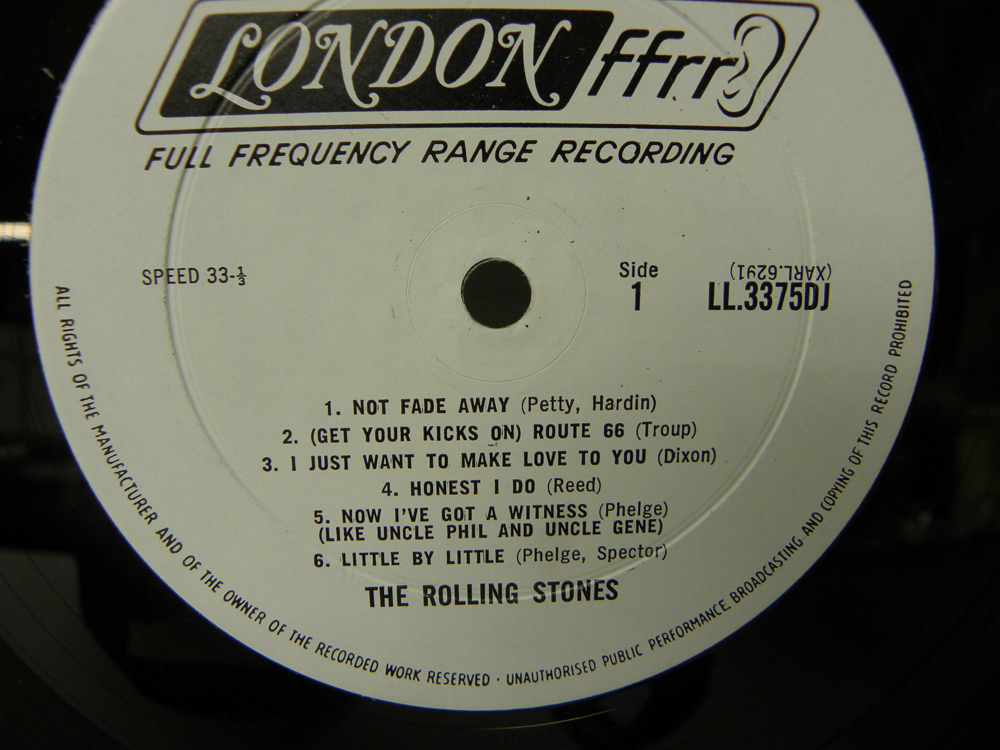 LONDON ffrr
FULL FREQUENCY RANGE RECORDING
SPEED 33-⅓
Side
1
(XARL.6291)
LL.3375DJ
1. NOT FADE AWAY (Petty, Hardin)
2. (GET YOUR KICKS ON) ROUTE 66 (Troup)
3. I JUST WANT TO MAKE LOVE TO YOU (Dixon)
4. HONEST I DO (Reed)
5. NOW I'VE GOT A WITNESS (Phelge)
(LIKE UNCLE PHIL AND UNCLE GENE)
6. LITTLE BY LITTLE (Phelge, Spector)
THE ROLLING STONES
ALL RIGHTS OF THE MANUFACTURER AND OF THE OWNER OF THE RECORDED WORK RESERVED · UNAUTHORISED PUBLIC PERFORMANCE, BROADCASTING AND COPYING OF THIS RECORD PROHIBITED